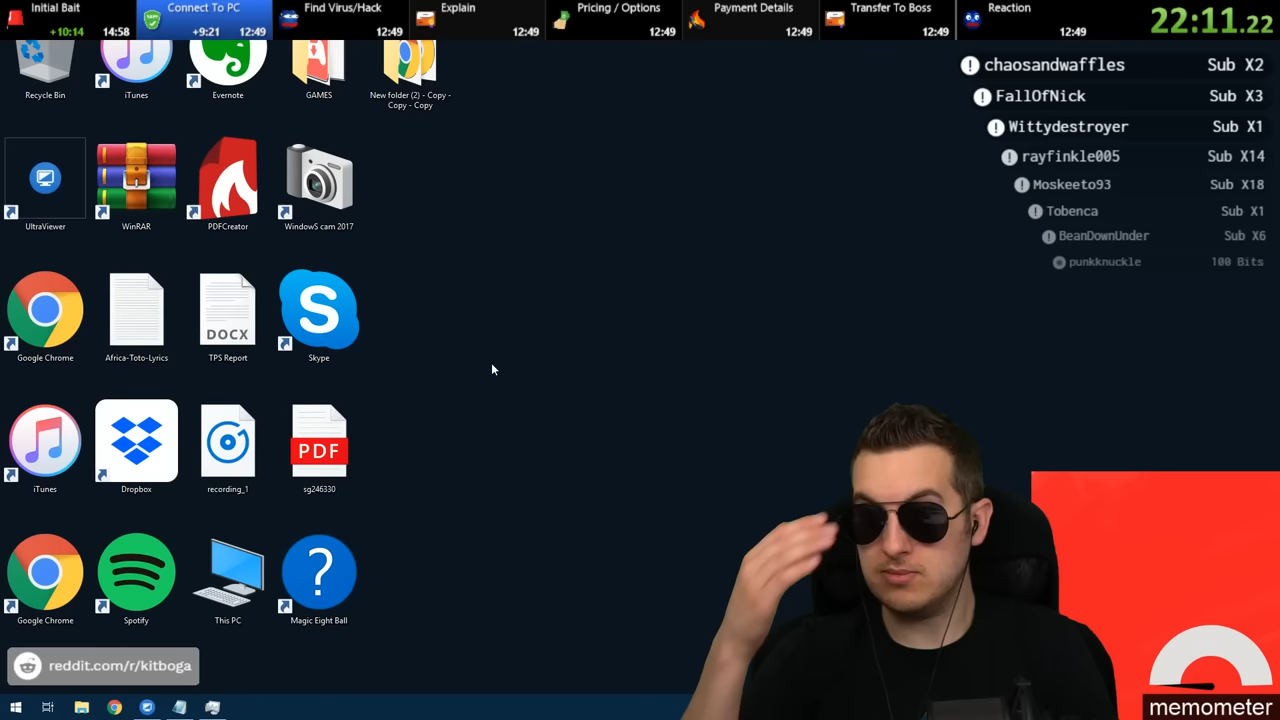 Initial Bait
+10:14 14:58
Connect To PC
+9:21 12:49
Find Virus/Hack
12:49
Explain
12:49
Pricing / Options
12:49
Payment Details
12:49
Transfer To Boss
12:49
Reaction
12:49
22:11.22
chaosandwaffles Sub X2
FallOfNick Sub X3
Wittydestroyer Sub X1
rayfinkle005 Sub X14
Moskeeto93 Sub X18
Tobenca Sub X1
BeanDownUnder Sub X6
punkknuckle 100 Bits
Recycle Bin
iTunes
Evernote
GAMES
New folder (2) - Copy -
Copy - Copy
UltraViewer
WinRAR
PDFCreator
WindowS cam 2017
Google Chrome
Africa-Toto-Lyrics
DOCX
TPS Report
S
Skype
iTunes
Dropbox
recording_1
PDF
sg246330
Google Chrome
Spotify
This PC
?
Magic Eight Ball
reddit.com/r/kitboga
memometer